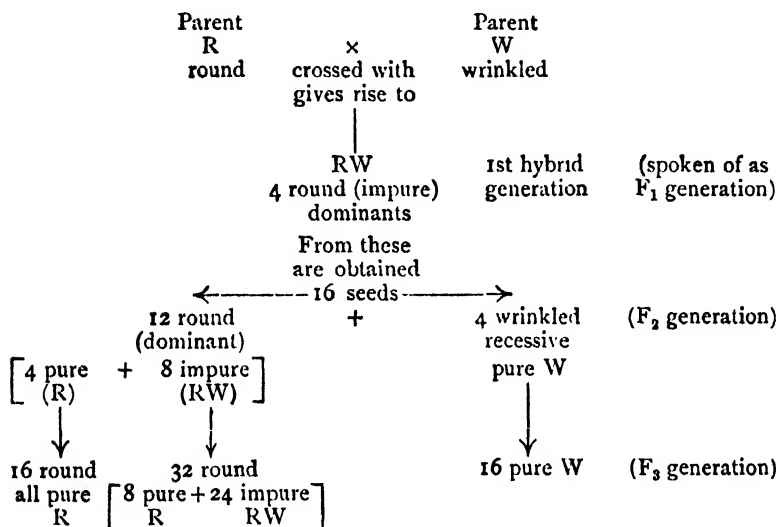 Parent Parent
R × W
round crossed with wrinkled
gives rise to
RW 1st hybrid (spoken of as
4 round (impure) generation F₁ generation)
dominants
From these
are obtained
16 seeds
12 round + 4 wrinkled (F₂ generation)
(dominant) recessive
[4 pure + 8 impure] pure W
(R) (RW)
16 round 32 round 16 pure W (F₃ generation)
all pure [8 pure + 24 impure]
R R RW